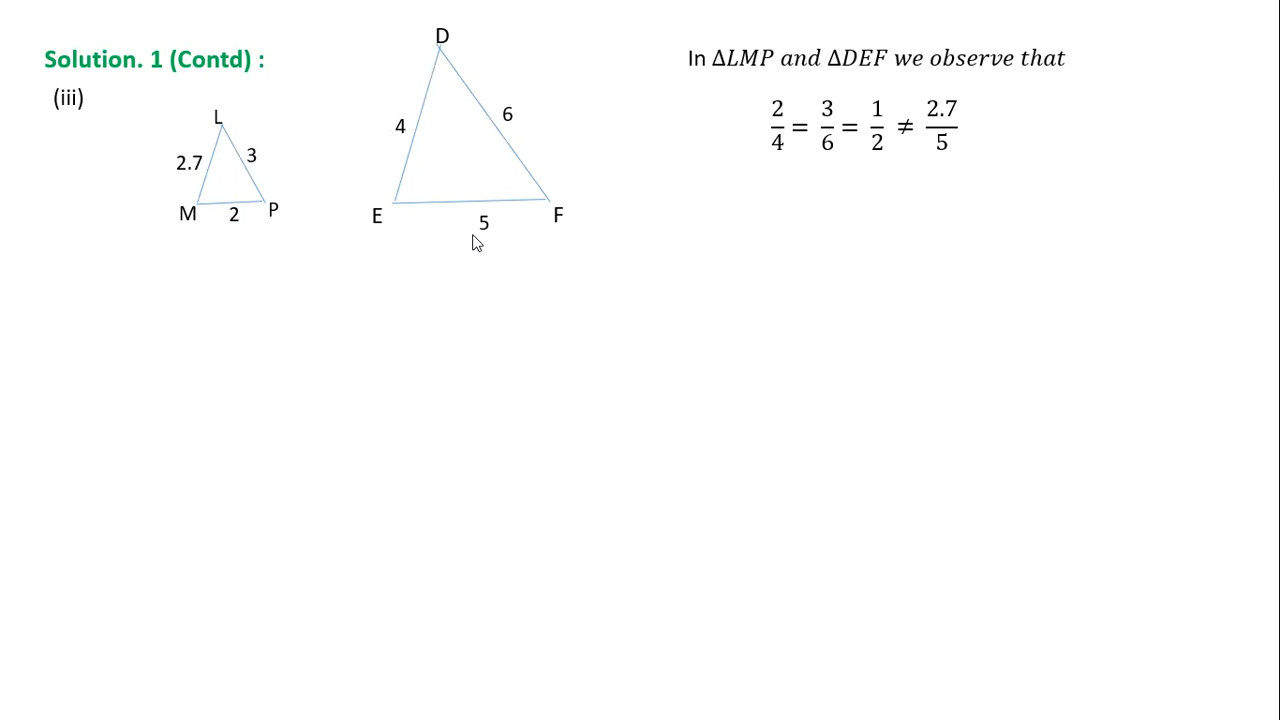 Solution. 1 (Contd) :
(iii)
L
2.7
3
M
2
P
D
4
6
E
5
F
In ΔLMP and ΔDEF we observe that
2/4 = 3/6 = 1/2 ≠ 2.7/5